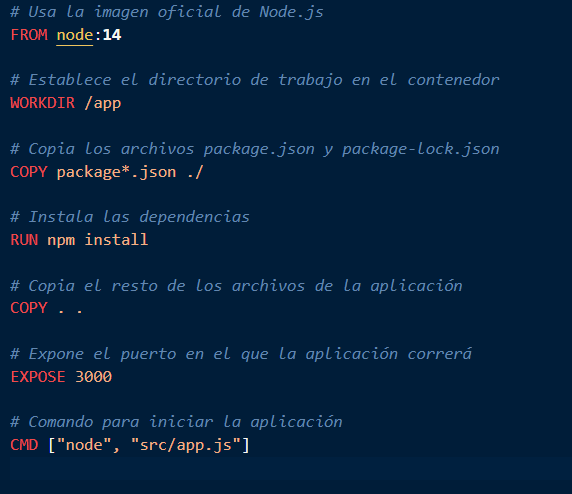 # Usa la imagen oficial de Node.js
FROM node:14
# Establece el directorio de trabajo en el contenedor
WORKDIR /app
# Copia los archivos package.json y package-lock.json
COPY package*.json ./
# Instala las dependencias
RUN npm install
# Copia el resto de los archivos de la aplicación
COPY . .
# Expone el puerto en el que la aplicación correrá
EXPOSE 3000
# Comando para iniciar la aplicación
CMD ["node", "src/app.js"]